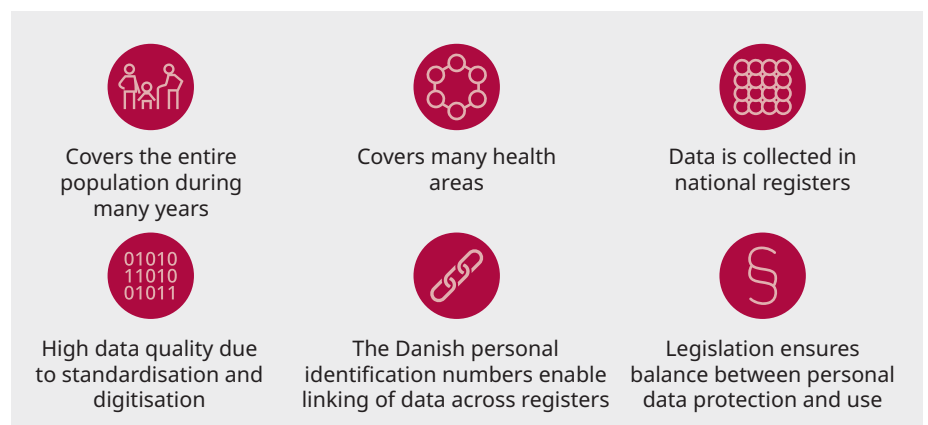 Covers the entire
population during
many years
Covers many health
areas
Data is collected in
national registers
01010
11010
01011
High data quality due
to standardisation and
digitisation
The Danish personal
identification numbers enable
linking of data across registers
§
Legislation ensures
balance between personal
data protection and use